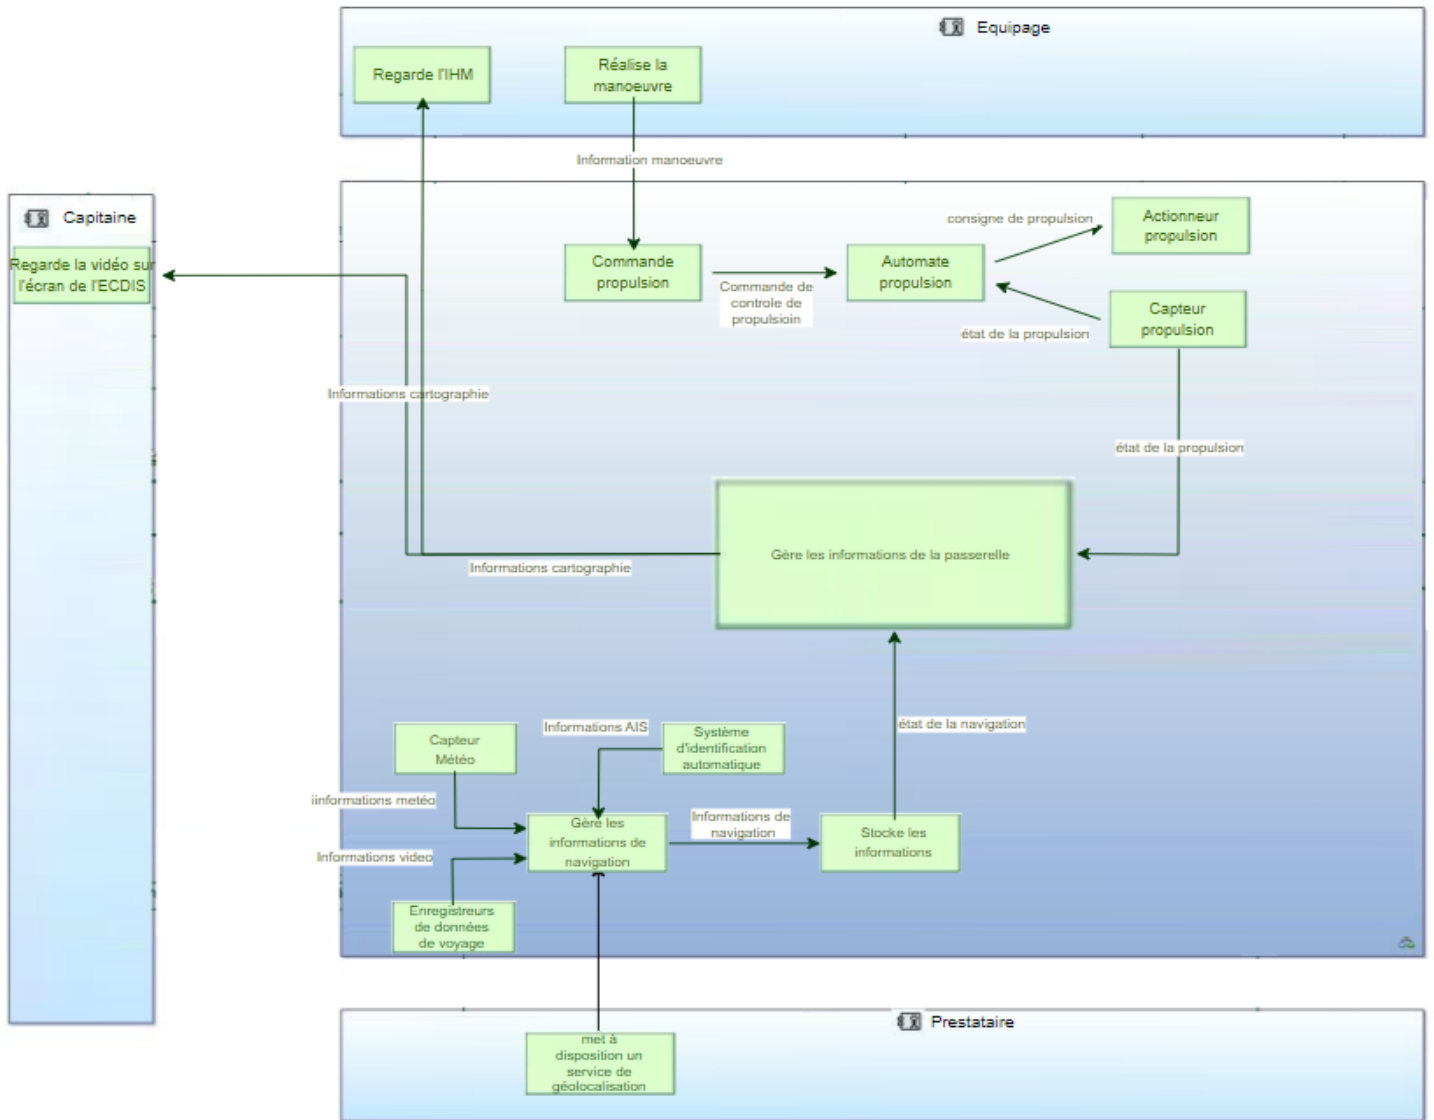 Equipage
Regarde l'IHM
Réalise la
manoeuvre
Information manoeuvre
Capitaine
Regarde la vidéo sur
l'écran de l'ECDIS
Commande
propulsion
Commande de
controle de
propulsioin
Automate
propulsion
consigne de propulsion
Actionneur
propulsion
Capteur
propulsion
état de la propulsion
Informations cartographie
état de la propulsion
Gère les informations de la passerelle
Informations cartographie
état de la navigation
Capteur
Météo
Informations AIS
Système
d'identification
automatique
iinformations metéo
Gère les
informations de
navigation
Informations de
navigation
Stocke les
informations
Informations video
Enregistreurs
de données
de voyage
Prestataire
met à
disposition un
service de
géolocalisation